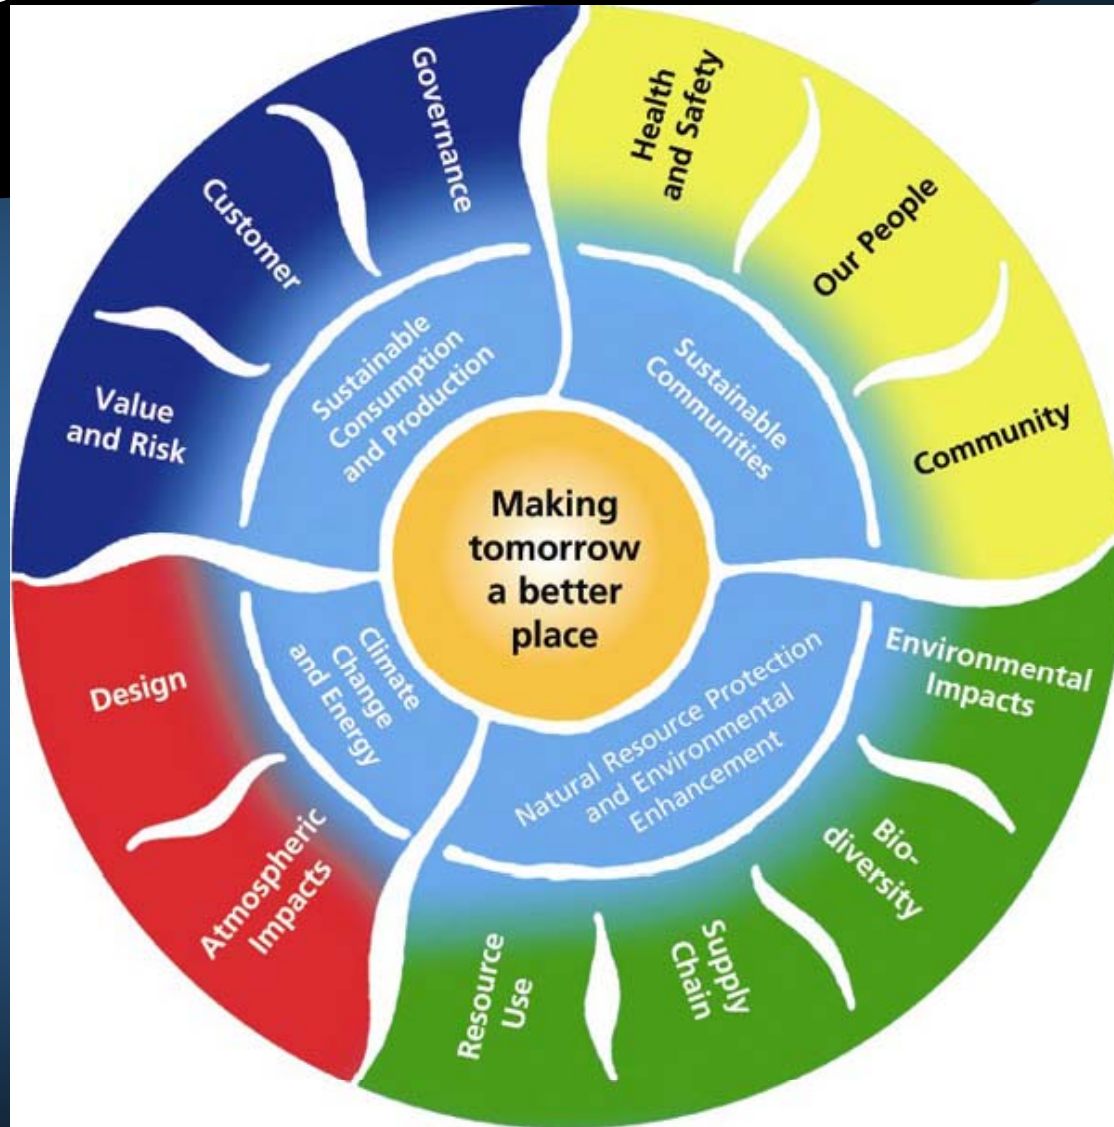 Making
tomorrow
a better
place
Sustainable
Consumption
and Production
Sustainable
Communities
Natural Resource Protection
and Environmental
Enhancement
Climate
Change
and Energy
Governance
Customer
Value
and Risk
Health
and Safety
Our People
Community
Environmental
Impacts
Bio-
diversity
Supply
Chain
Resource
Use
Atmospheric
Impacts
Design